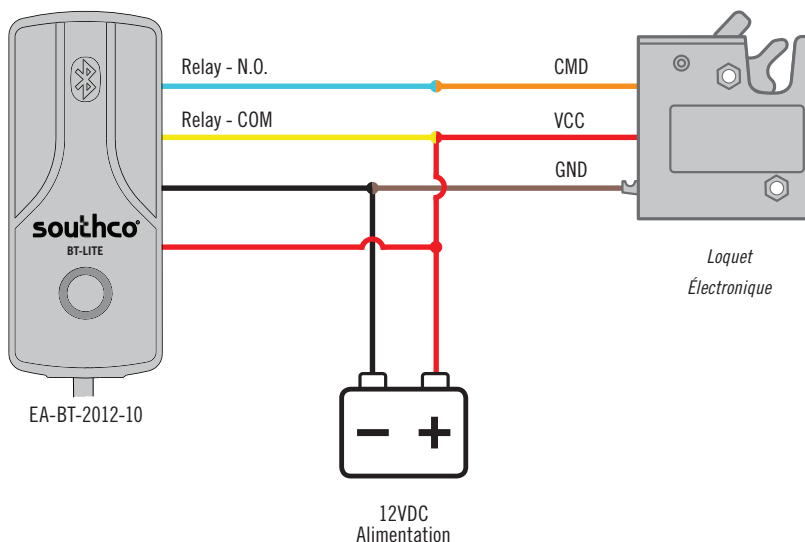 Relay - N.O.
CMD
Relay - COM
VCC
GND
southco
BT-LITE
Loquet
Électronique
EA-BT-2012-10
12VDC
Alimentation